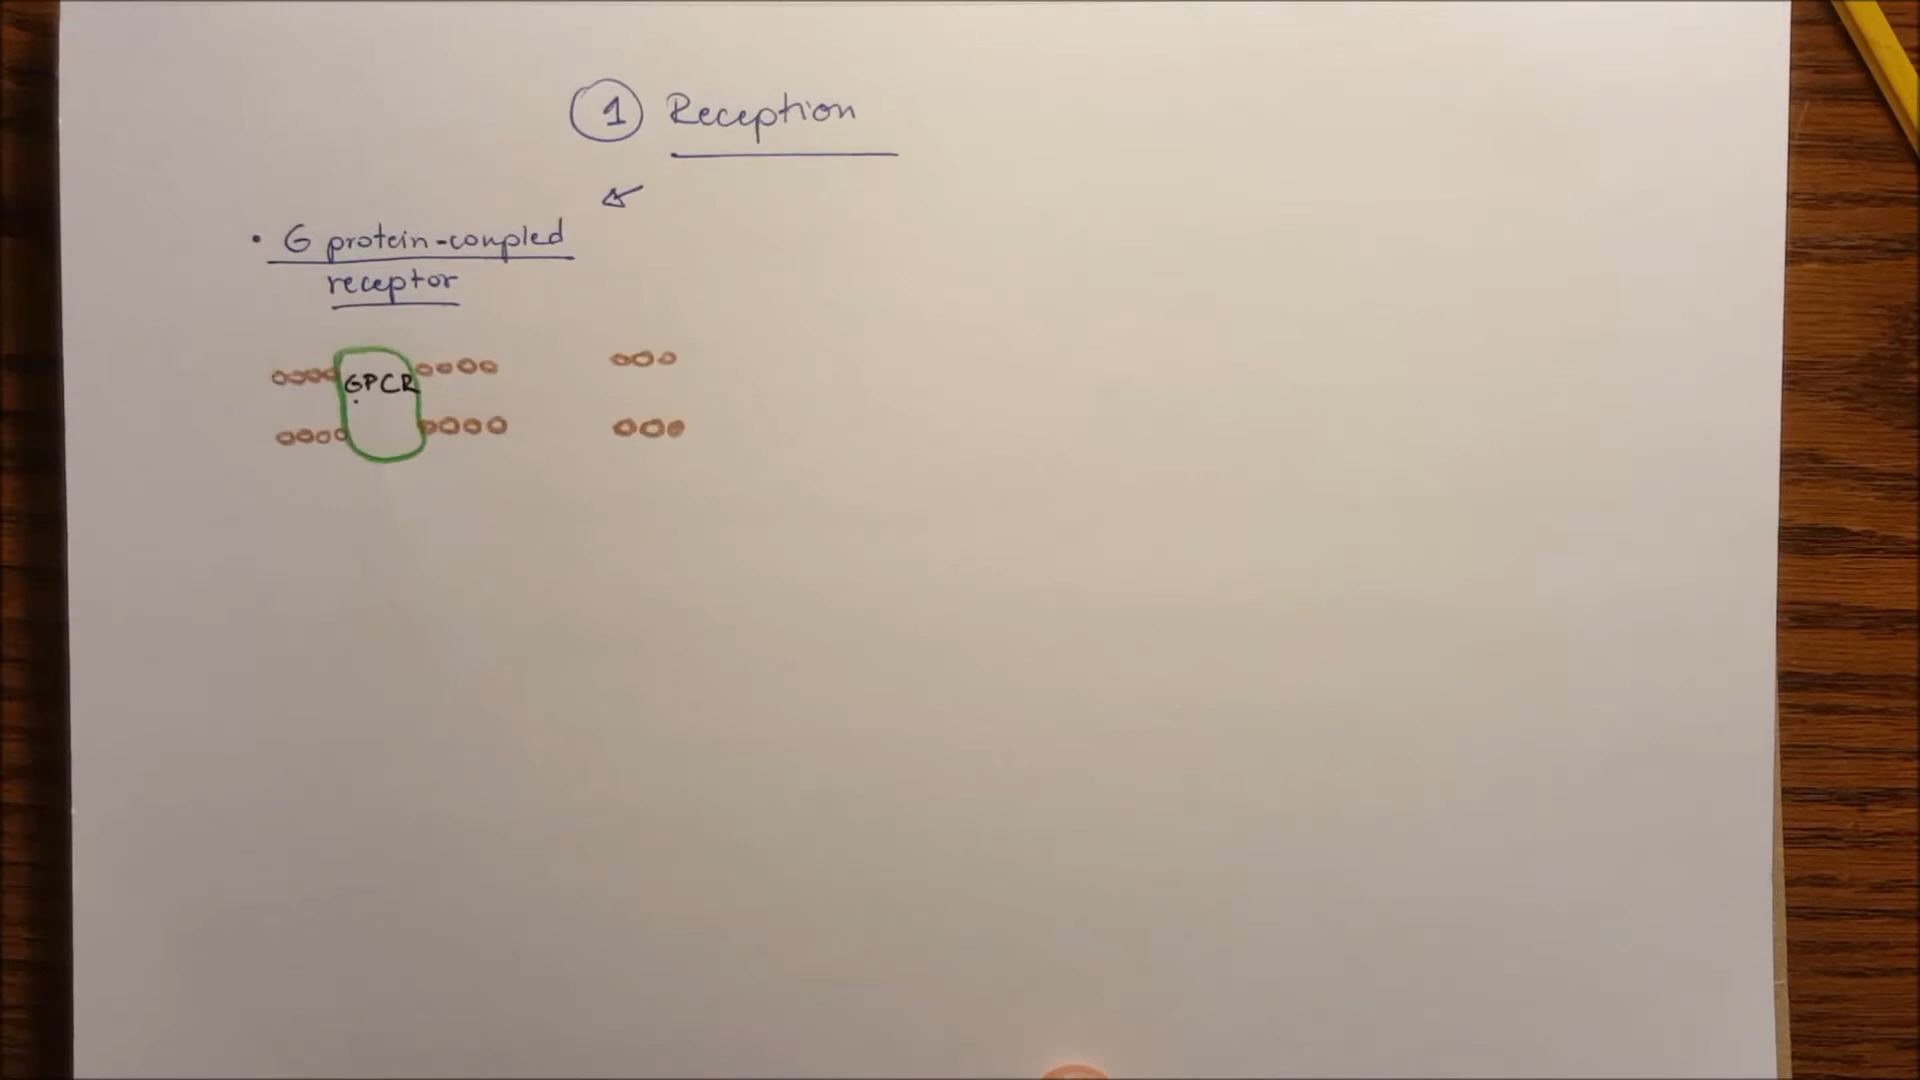 1 Reception
• G protein-coupled
receptor
GPCR